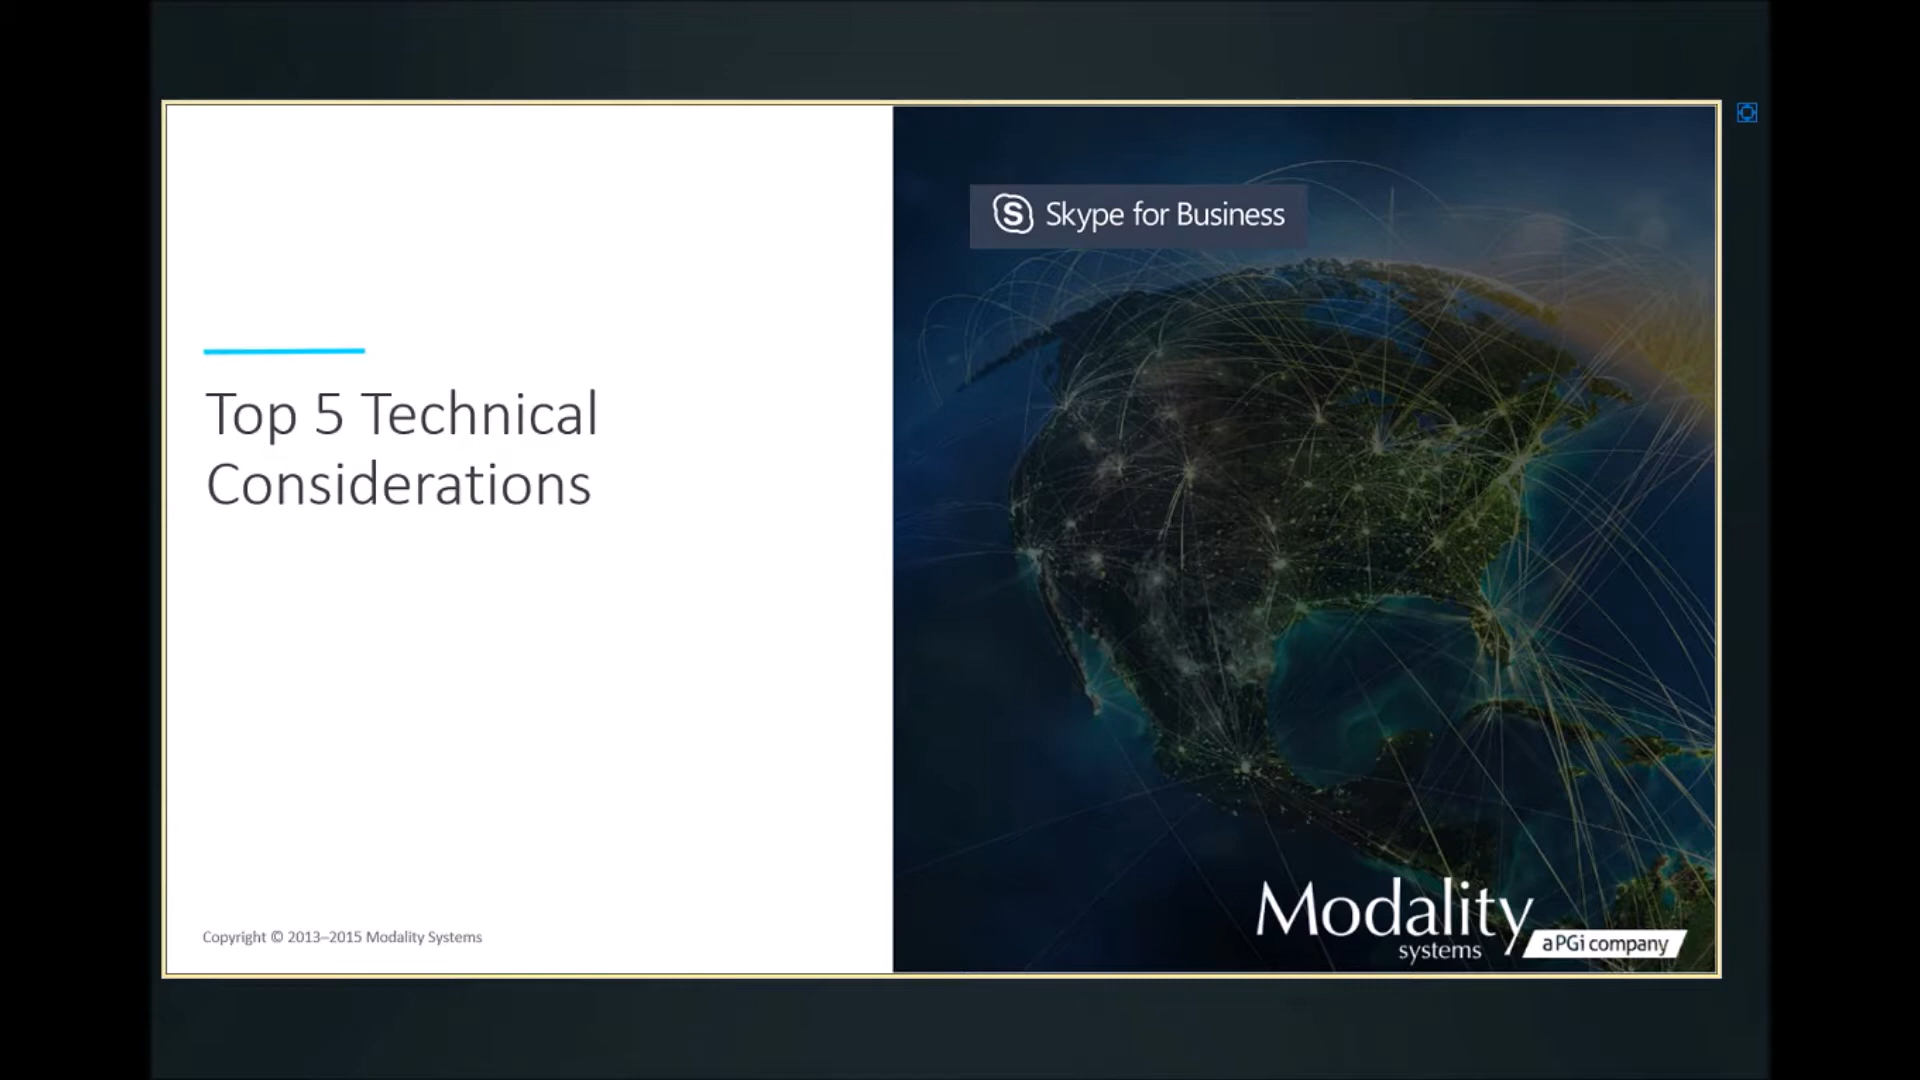 Top 5 Technical
Considerations
Copyright © 2013–2015 Modality Systems
Skype for Business
Modality
systems
a PGi company